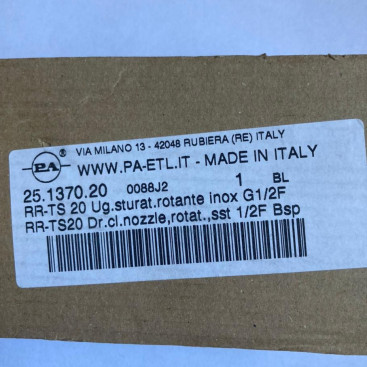 VIA MILANO 13 - 42048 RUBIERA (RE) ITALY
PA ®
WWW.PA-ETL.IT - MADE IN ITALY
25.1370.20 0088J2 1 BL
RR-TS 20 Ug.sturat.rotante inox G1/2F
RR-TS20 Dr.cl.nozzle,rotat.,sst 1/2F Bsp